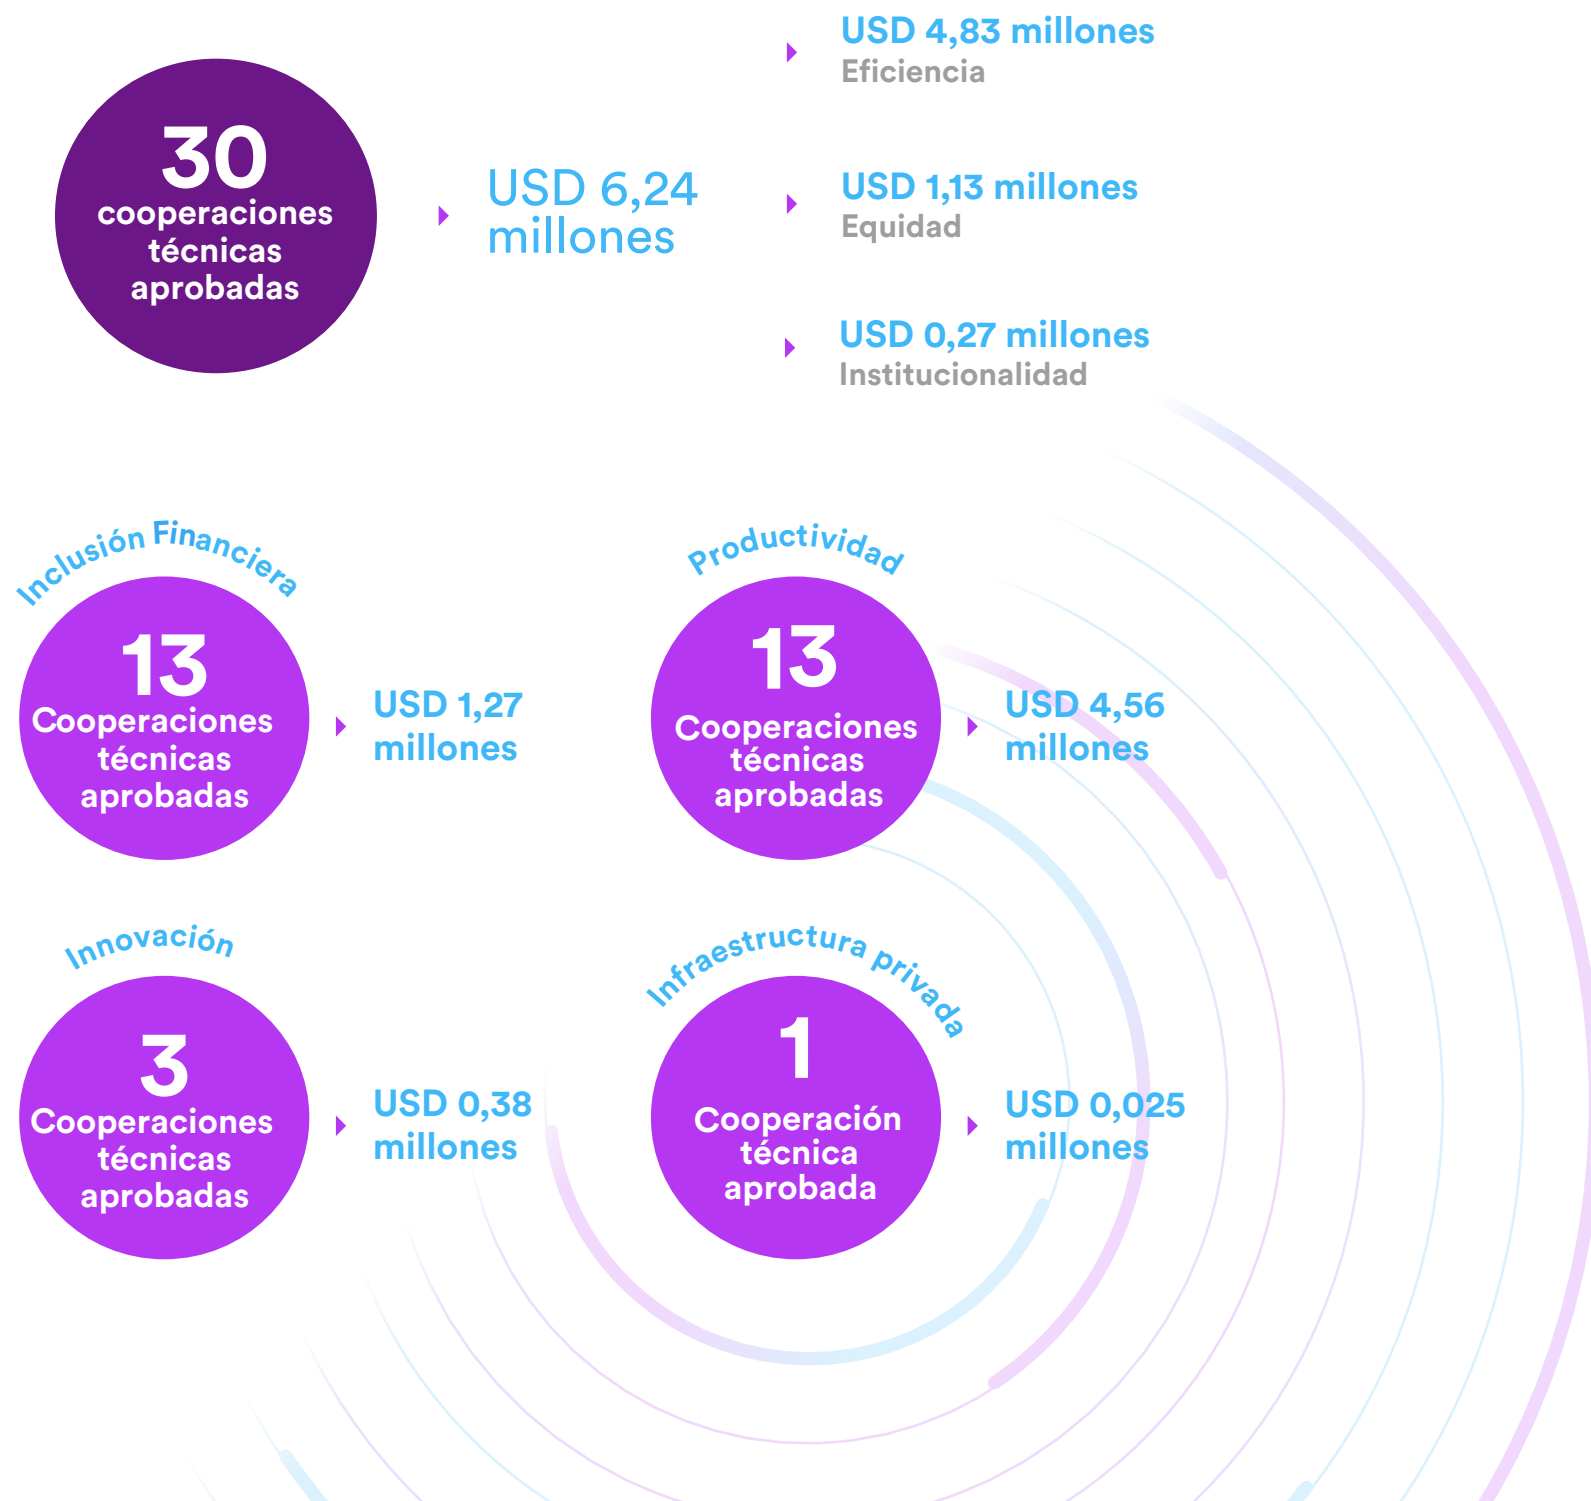 30
cooperaciones
técnicas
aprobadas
USD 6,24
millones
USD 4,83 millones
Eficiencia
USD 1,13 millones
Equidad
USD 0,27 millones
Institucionalidad
Inclusión Financiera
13
Cooperaciones
técnicas
aprobadas
USD 1,27
millones
Productividad
13
Cooperaciones
técnicas
aprobadas
USD 4,56
millones
Innovación
3
Cooperaciones
técnicas
aprobadas
USD 0,38
millones
Infraestructura privada
1
Cooperación
técnica
aprobada
USD 0,025
millones